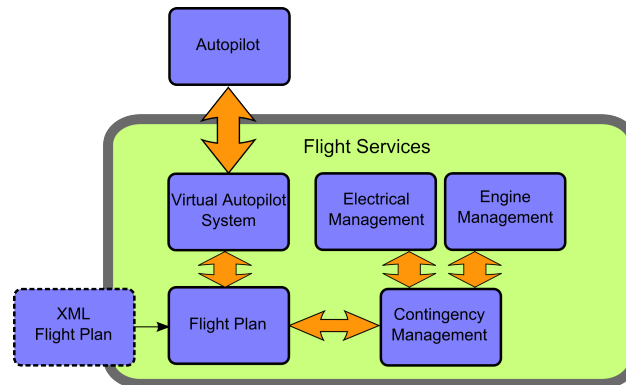 Autopilot
Flight Services
Virtual Autopilot
System
Electrical
Management
Engine
Management
XML
Flight Plan
Flight Plan
Contingency
Management